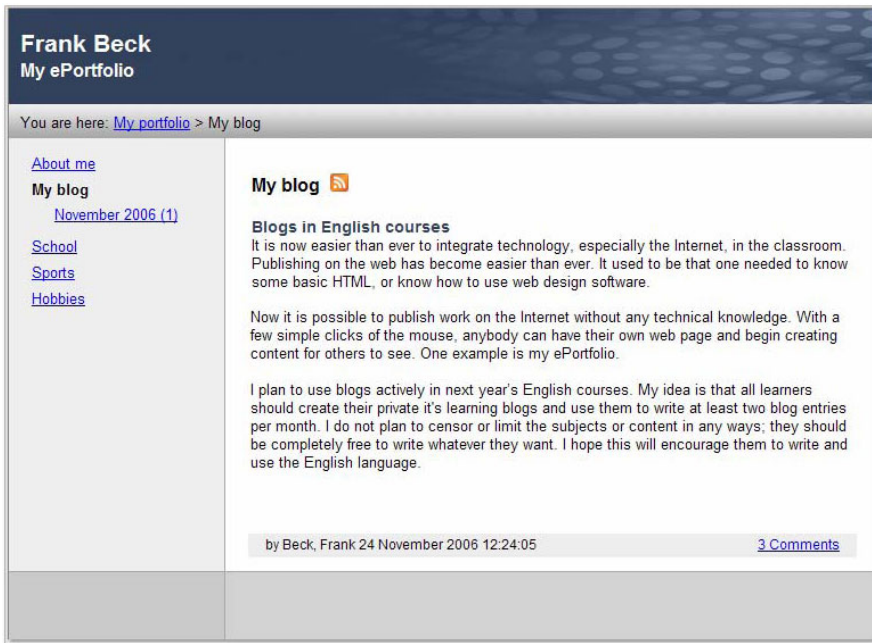 Frank Beck
My ePortfolio
You are here: My portfolio > My blog
About me
My blog
November 2006 (1)
School
Sports
Hobbies
My blog
Blogs in English courses
It is now easier than ever to integrate technology, especially the Internet, in the classroom.
Publishing on the web has become easier than ever. It used to be that one needed to know
some basic HTML, or know how to use web design software.
Now it is possible to publish work on the Internet without any technical knowledge. With a
few simple clicks of the mouse, anybody can have their own web page and begin creating
content for others to see. One example is my ePortfolio.
I plan to use blogs actively in next year's English courses. My idea is that all learners
should create their private it's learning blogs and use them to write at least two blog entries
per month. I do not plan to censor or limit the subjects or content in any ways; they should
be completely free to write whatever they want. I hope this will encourage them to write and
use the English language.
by Beck, Frank 24 November 2006 12:24:05
3 Comments